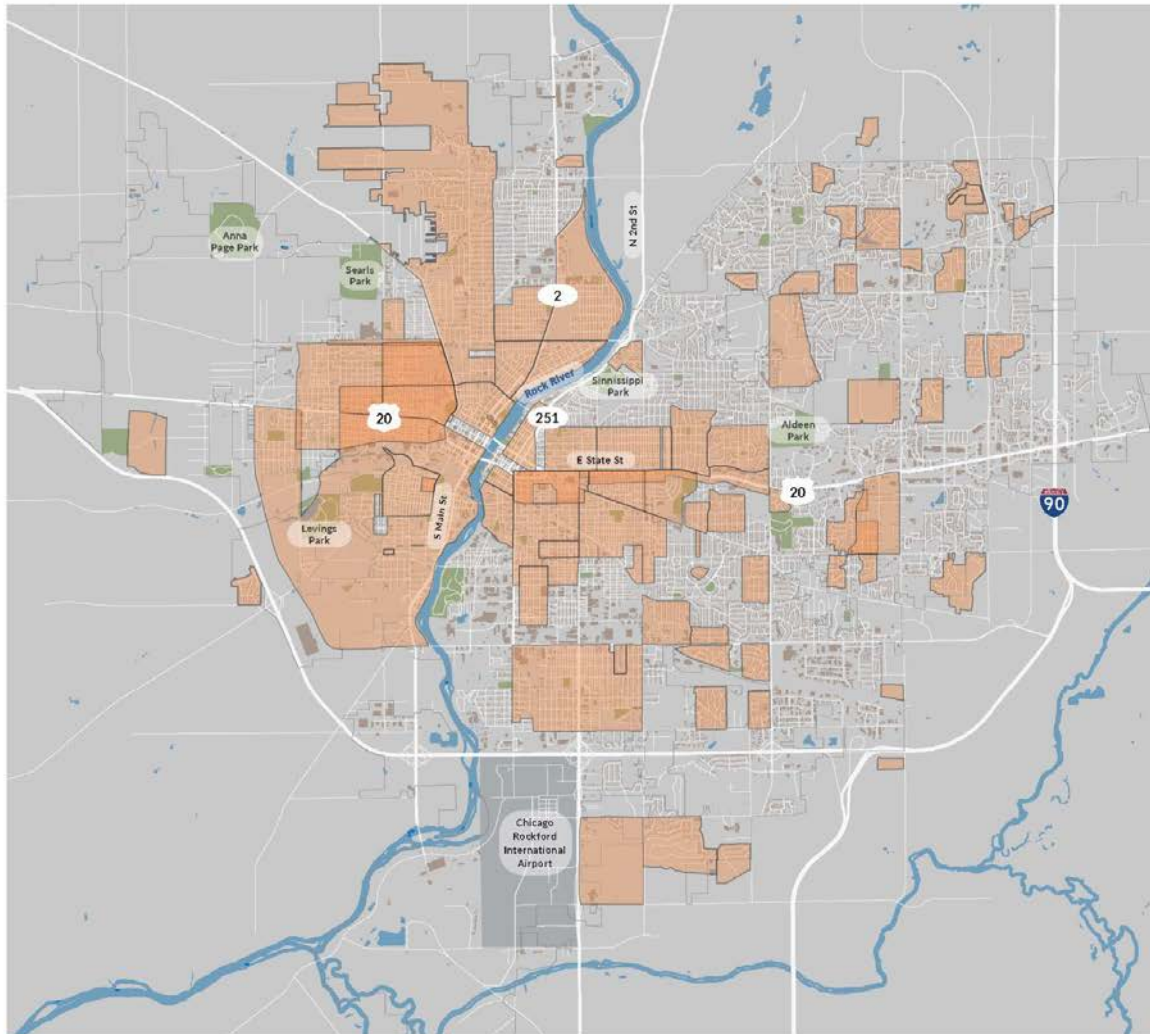 N 2nd St
Anna
Page Park
Searls
Park
2
Rock River
Sinnissippi
Park
20
251
Aldeen
Park
E State St
20
90
S Main St
Levings
Park
Chicago
Rockford
International
Airport